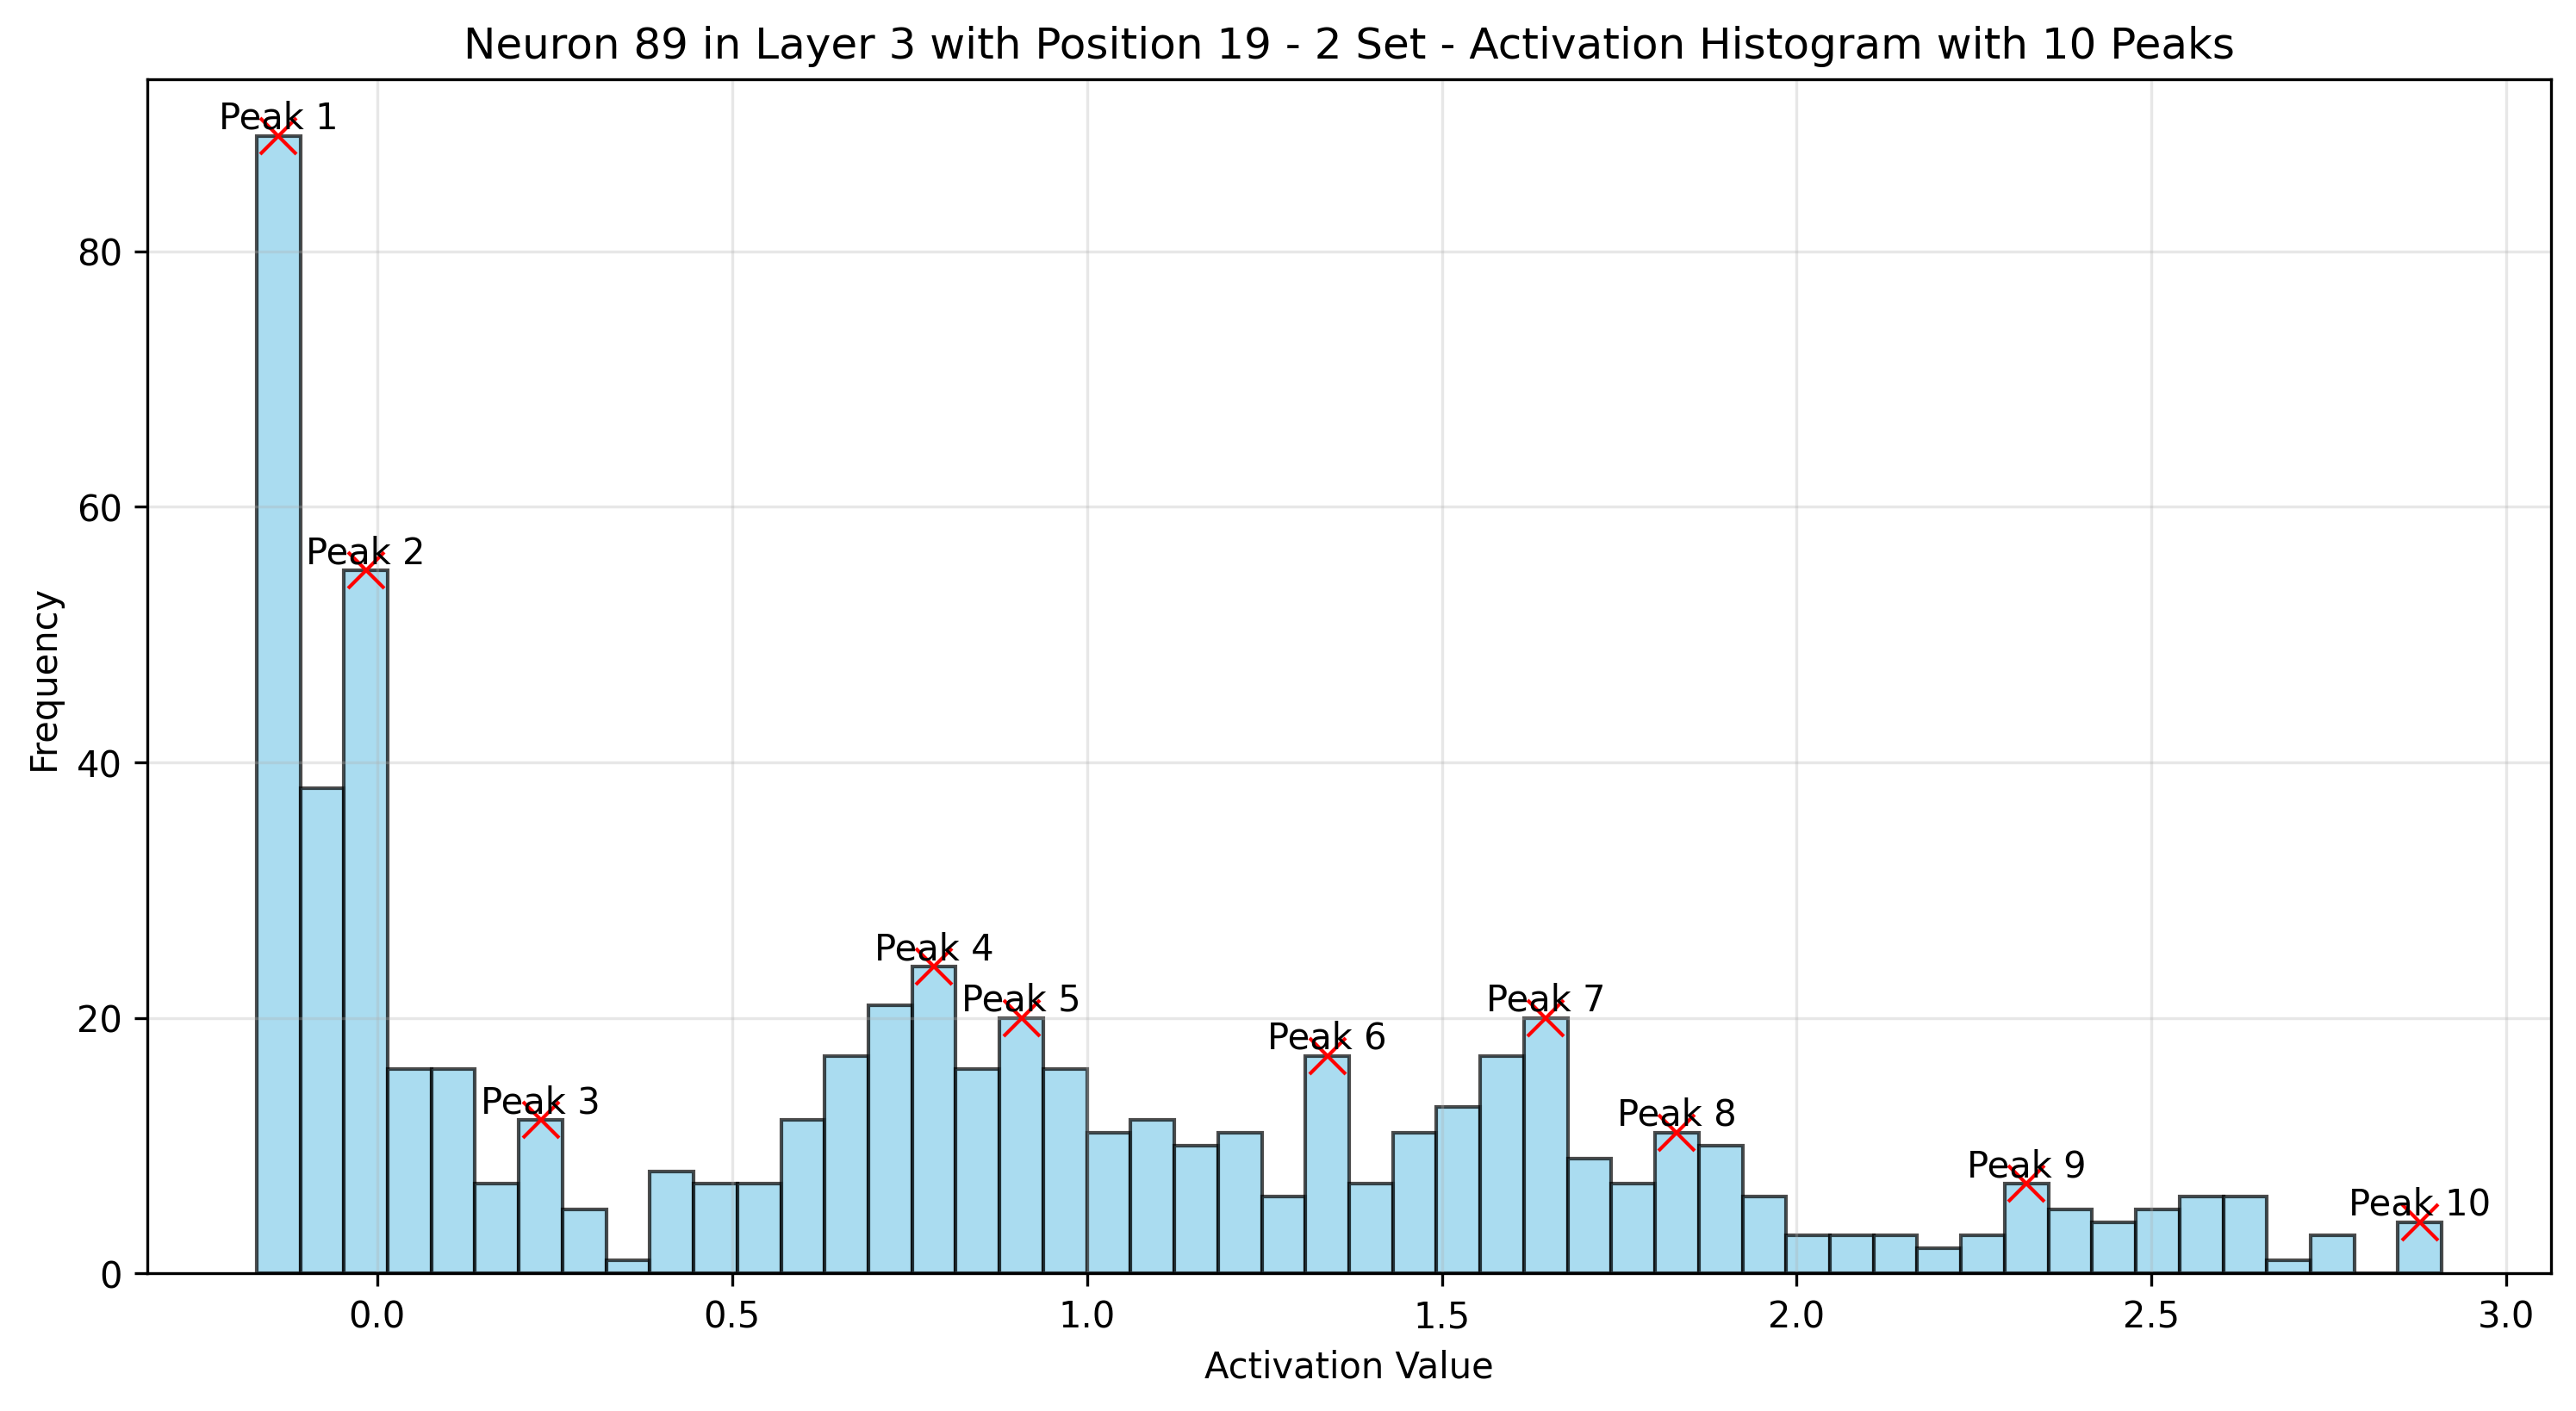 Neuron 89 in Layer 3 with Position 19 - 2 Set - Activation Histogram with 10 Peaks
Peak 1
80
Peak 2
60
Frequency
40
Peak 4
Peak 5
Peak 7
20
Peak 6
Peak 3
Peak 8
Peak 9
Peak 10
0
0.0 0.5 1.0 1.5 2.0 2.5 3.0
Activation Value